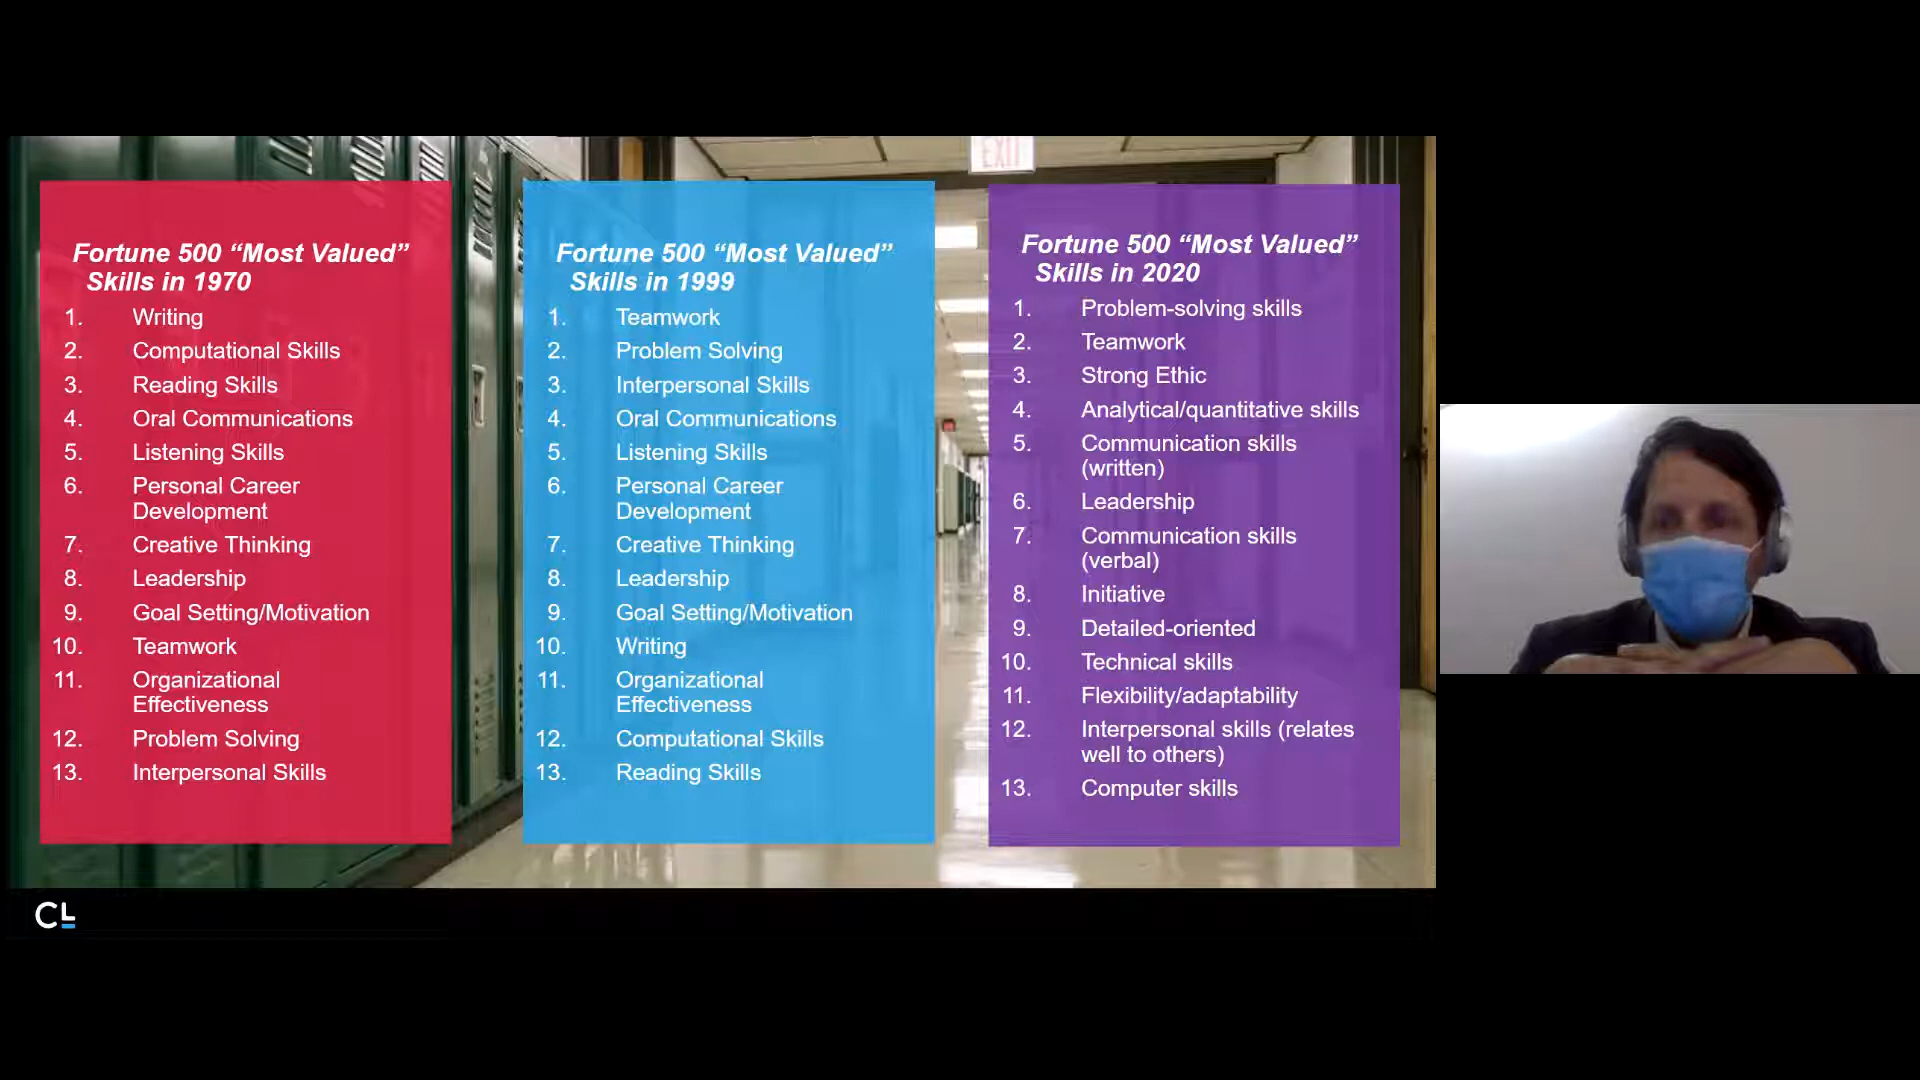 EXIT
Fortune 500 “Most Valued”
Skills in 1970
1. Writing
2. Computational Skills
3. Reading Skills
4. Oral Communications
5. Listening Skills
6. Personal Career
Development
7. Creative Thinking
8. Leadership
9. Goal Setting/Motivation
10. Teamwork
11. Organizational
Effectiveness
12. Problem Solving
13. Interpersonal Skills
Fortune 500 “Most Valued”
Skills in 1999
1. Teamwork
2. Problem Solving
3. Interpersonal Skills
4. Oral Communications
5. Listening Skills
6. Personal Career
Development
7. Creative Thinking
8. Leadership
9. Goal Setting/Motivation
10. Writing
11. Organizational
Effectiveness
12. Computational Skills
13. Reading Skills
Fortune 500 “Most Valued”
Skills in 2020
1. Problem-solving skills
2. Teamwork
3. Strong Ethic
4. Analytical/quantitative skills
5. Communication skills
(written)
6. Leadership
7. Communication skills
(verbal)
8. Initiative
9. Detailed-oriented
10. Technical skills
11. Flexibility/adaptability
12. Interpersonal skills (relates
well to others)
13. Computer skills
CL